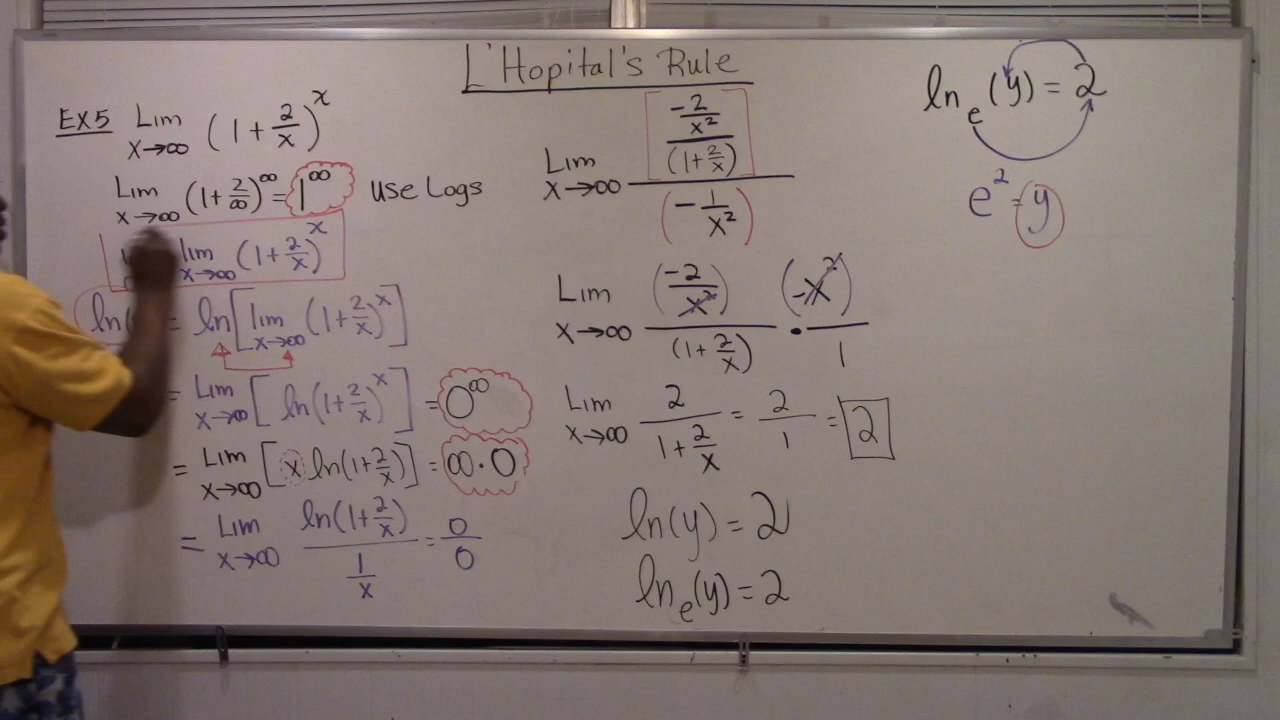 L'Hopital's Rule
EX5 Lim x→∞ (1 + 2/x)^x
Lim x→∞ (1 + 2/∞)^∞ = 1^∞ use Logs
lim x→∞ (1 + 2/x)^x
ln( = ln[lim x→∞ (1 + 2/x)^x]
= Lim x→∞ [ln(1 + 2/x)^x] = 0^∞
= Lim x→∞ [x ln(1 + 2/x)] = ∞ · 0
= Lim x→∞ ln(1 + 2/x) / (1/x) = 0/0
Lim x→∞ [(-2/x²) / (1 + 2/x)] / (-1/x²)
Lim x→∞ (-2/x²) / (1 + 2/x) · (-x²) / 1
Lim x→∞ 2 / (1 + 2/x) = 2/1 = 2
ln(y) = 2
ln_e(y) = 2
ln_e(y) = 2
e² = y